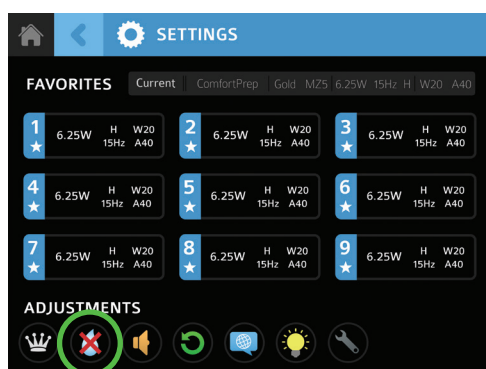 SETTINGS
FAVORITES Current ComfortPrep Gold MZ5 6.25W 15Hz H W20 A40
1 6.25W H W20 15Hz A40
2 6.25W H W20 15Hz A40
3 6.25W H W20 15Hz A40
4 6.25W H W20 15Hz A40
5 6.25W H W20 15Hz A40
6 6.25W H W20 15Hz A40
7 6.25W H W20 15Hz A40
8 6.25W H W20 15Hz A40
9 6.25W H W20 15Hz A40
ADJUSTMENTS